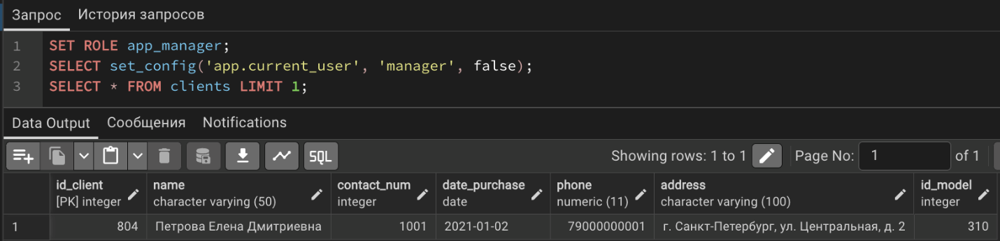 Запрос История запросов
1 SET ROLE app_manager;
2 SELECT set_config('app.current_user', 'manager', false);
3 SELECT * FROM clients LIMIT 1;
Data Output Сообщения Notifications
SQL Showing rows: 1 to 1 Page No: 1 of 1
id_client name contact_num date_purchase phone address id_model
[PK] integer character varying (50) integer date numeric (11) character varying (100) integer
1 804 Петрова Елена Дмитриевна 1001 2021-01-02 79000000001 г. Санкт-Петербург, ул. Центральная, д. 2 310